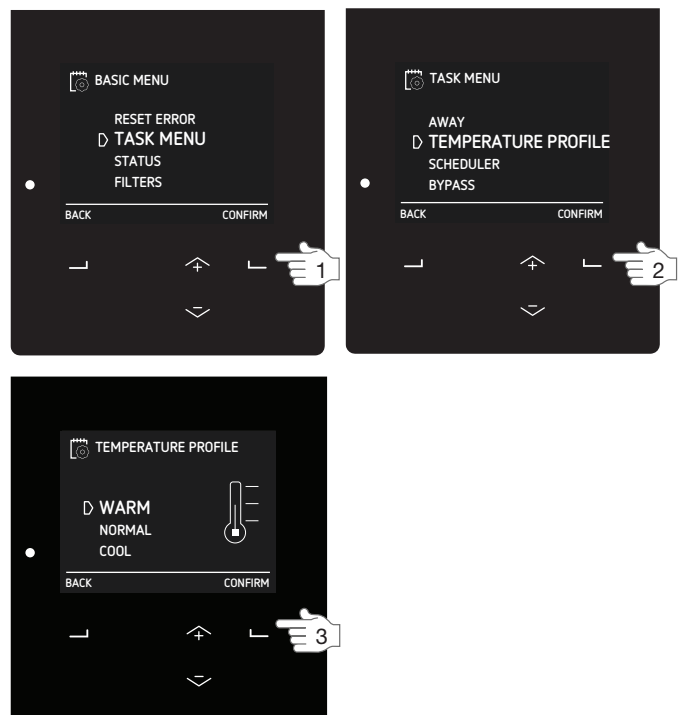 BASIC MENU
RESET ERROR
TASK MENU
STATUS
FILTERS
BACK CONFIRM
1
TASK MENU
AWAY
TEMPERATURE PROFILE
SCHEDULER
BYPASS
BACK CONFIRM
2
TEMPERATURE PROFILE
WARM
NORMAL
COOL
BACK CONFIRM
3